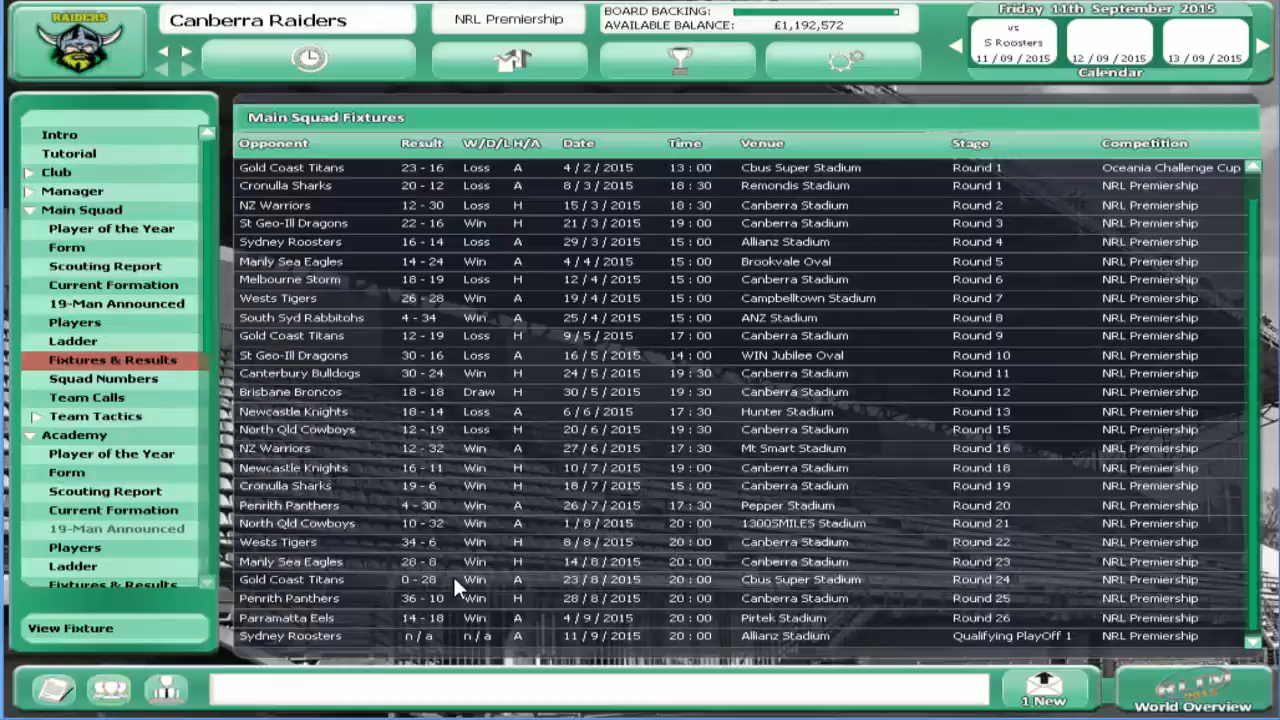 RAIDERS
Canberra Raiders
NRL Premiership
BOARD BACKING:
AVAILABLE BALANCE: £1,192,572
Friday 11th September 2015
vs
S Roosters
11 / 09 / 2015 12 / 09 / 2015 13 / 09 / 2015
Calendar
Intro
Tutorial
Club
Manager
Main Squad
Player of the Year
Form
Scouting Report
Current Formation
19-Man Announced
Players
Ladder
Fixtures & Results
Squad Numbers
Team Calls
Team Tactics
Academy
Player of the Year
Form
Scouting Report
Current Formation
19-Man Announced
Players
Ladder
Fixtures & Results
View Fixture
Main Squad Fixtures
Opponent Result W/D/L H/A Date Time Venue Stage Competition
Gold Coast Titans 23 - 16 Loss A 4 / 2 / 2015 13 : 00 Cbus Super Stadium Round 1 Oceania Challenge Cup
Cronulla Sharks 20 - 12 Loss A 8 / 3 / 2015 18 : 30 Remondis Stadium Round 1 NRL Premiership
NZ Warriors 12 - 30 Loss H 15 / 3 / 2015 18 : 30 Canberra Stadium Round 2 NRL Premiership
St Geo-Ill Dragons 22 - 16 Win H 21 / 3 / 2015 19 : 00 Canberra Stadium Round 3 NRL Premiership
Sydney Roosters 16 - 14 Loss A 29 / 3 / 2015 15 : 00 Allianz Stadium Round 4 NRL Premiership
Manly Sea Eagles 14 - 24 Win A 4 / 4 / 2015 15 : 00 Brookvale Oval Round 5 NRL Premiership
Melbourne Storm 18 - 19 Loss H 12 / 4 / 2015 15 : 00 Canberra Stadium Round 6 NRL Premiership
Wests Tigers 26 - 28 Win A 19 / 4 / 2015 15 : 00 Campbelltown Stadium Round 7 NRL Premiership
South Syd Rabbitohs 4 - 34 Win A 25 / 4 / 2015 15 : 00 ANZ Stadium Round 8 NRL Premiership
Gold Coast Titans 12 - 19 Loss H 9 / 5 / 2015 17 : 00 Canberra Stadium Round 9 NRL Premiership
St Geo-Ill Dragons 30 - 16 Loss A 16 / 5 / 2015 14 : 00 WIN Jubilee Oval Round 10 NRL Premiership
Canterbury Bulldogs 30 - 24 Win H 24 / 5 / 2015 19 : 30 Canberra Stadium Round 11 NRL Premiership
Brisbane Broncos 18 - 18 Draw H 30 / 5 / 2015 19 : 30 Canberra Stadium Round 12 NRL Premiership
Newcastle Knights 18 - 14 Loss A 6 / 6 / 2015 17 : 30 Hunter Stadium Round 13 NRL Premiership
North Qld Cowboys 12 - 19 Loss H 20 / 6 / 2015 19 : 30 Canberra Stadium Round 15 NRL Premiership
NZ Warriors 12 - 32 Win A 27 / 6 / 2015 17 : 30 Mt Smart Stadium Round 16 NRL Premiership
Newcastle Knights 16 - 11 Win H 10 / 7 / 2015 19 : 00 Canberra Stadium Round 18 NRL Premiership
Cronulla Sharks 19 - 6 Win H 18 / 7 / 2015 15 : 00 Canberra Stadium Round 19 NRL Premiership
Penrith Panthers 4 - 30 Win A 26 / 7 / 2015 17 : 30 Pepper Stadium Round 20 NRL Premiership
North Qld Cowboys 10 - 32 Win A 1 / 8 / 2015 20 : 00 1300SMILES Stadium Round 21 NRL Premiership
Wests Tigers 34 - 6 Win H 8 / 8 / 2015 20 : 00 Canberra Stadium Round 22 NRL Premiership
Manly Sea Eagles 28 - 8 Win H 14 / 8 / 2015 20 : 00 Canberra Stadium Round 23 NRL Premiership
Gold Coast Titans 0 - 28 Win A 23 / 8 / 2015 20 : 00 Cbus Super Stadium Round 24 NRL Premiership
Penrith Panthers 36 - 10 Win H 28 / 8 / 2015 20 : 00 Canberra Stadium Round 25 NRL Premiership
Parramatta Eels 14 - 18 Win A 4 / 9 / 2015 20 : 00 Pirtek Stadium Round 26 NRL Premiership
Sydney Roosters n / a n / a A 11 / 9 / 2015 20 : 00 Allianz Stadium Qualifying PlayOff 1 NRL Premiership
1 New
RLTM
2015
World Overview